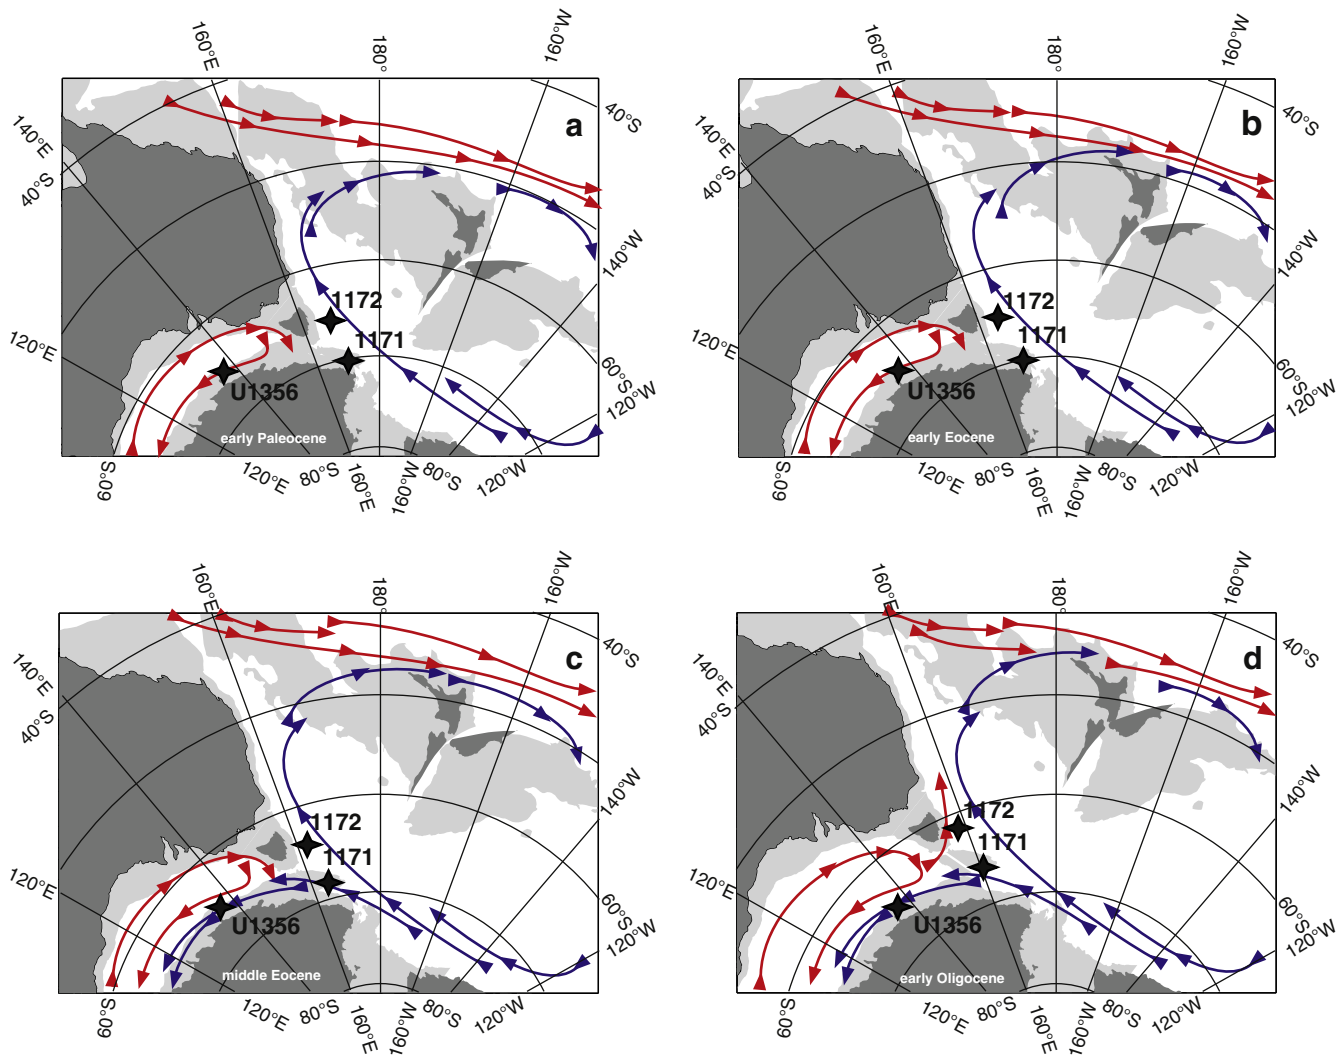 160°E
180°
160°W
a
40°S
140°E
40°S
140°W
1172
1171
120°E
U1356
60°S
120°W
early Paleocene
60°S
120°E
80°S
160°E
160°W
80°S
120°W
160°E
180°
160°W
b
40°S
140°E
40°S
140°W
1172
1171
120°E
U1356
60°S
120°W
early Eocene
60°S
120°E
80°S
160°E
160°W
80°S
120°W
160°E
180°
160°W
c
40°S
140°E
40°S
140°W
1172
1171
120°E
U1356
60°S
120°W
middle Eocene
60°S
120°E
80°S
160°E
160°W
80°S
120°W
160°E
180°
160°W
d
40°S
140°E
40°S
140°W
1172
1171
120°E
U1356
60°S
120°W
early Oligocene
60°S
120°E
80°S
160°E
160°W
80°S
120°W